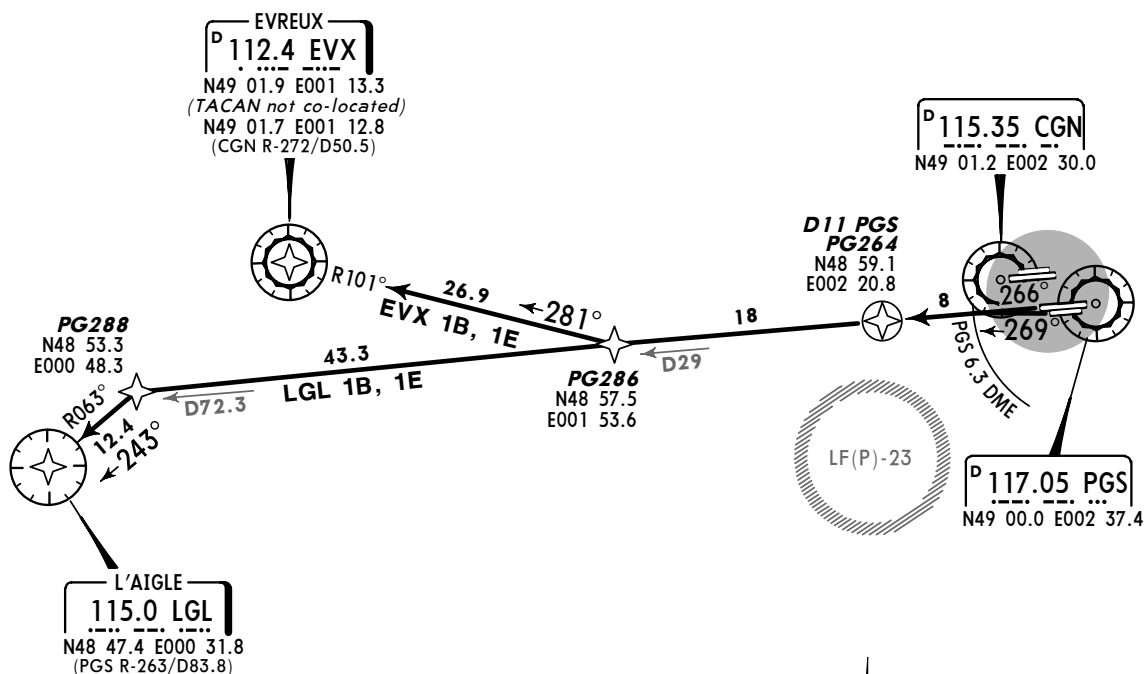 EVREUX
D 112.4 EVX
N49 01.9 E001 13.3
(TACAN not co-located)
N49 01.7 E001 12.8
(CGN R-272/D50.5)
D 115.35 CGN
N49 01.2 E002 30.0
D11 PGS
PG264
N48 59.1
E002 20.8
R101°
26.9
281°
EVX 1B, 1E
18
8
266°
269°
PGS 6.3 DME
PG288
N48 53.3
E000 48.3
43.3
LGL 1B, 1E
D29
D72.3
PG286
N48 57.5
E001 53.6
R063°
12.4
243°
LF(P)-23
D 117.05 PGS
N49 00.0 E002 37.4
L'AIGLE
115.0 LGL
N48 47.4 E000 31.8
(PGS R-263/D83.8)